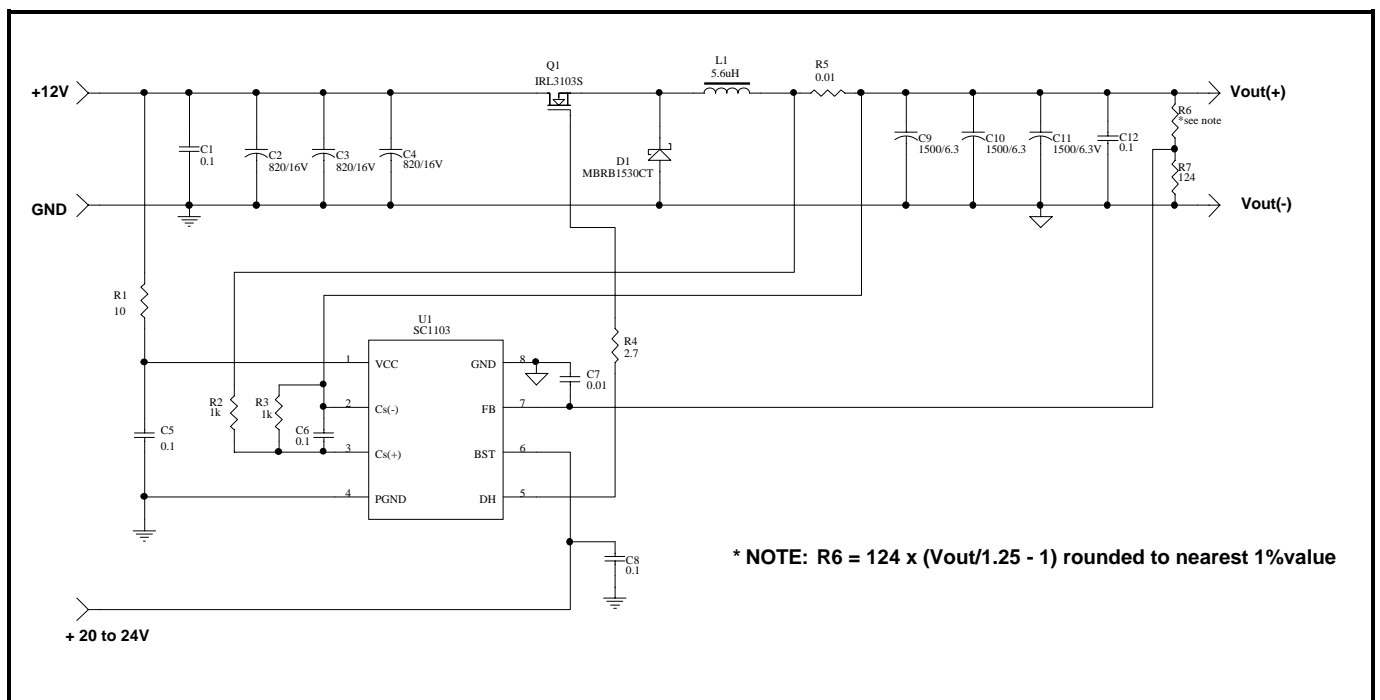 Q1
IRL3103S
L1
5.6uH
R5
0.01
+12V
Vout(+)
R6
*see note
C1
0.1
C2
820/16V
C3
820/16V
C4
820/16V
D1
MBRB1530CT
C9
1500/6.3
C10
1500/6.3
C11
1500/6.3V
C12
0.1
R7
124
GND
Vout(-)
R1
10
U1
SC1103
R4
2.7
1
VCC
GND
8
C7
0.01
R2
1k
R3
1k
2
Cs(-)
FB
7
C5
0.1
C6
0.1
3
Cs(+)
BST
6
4
PGND
DH
5
C8
0.1
* NOTE: R6 = 124 x (Vout/1.25 - 1) rounded to nearest 1%value
+ 20 to 24V